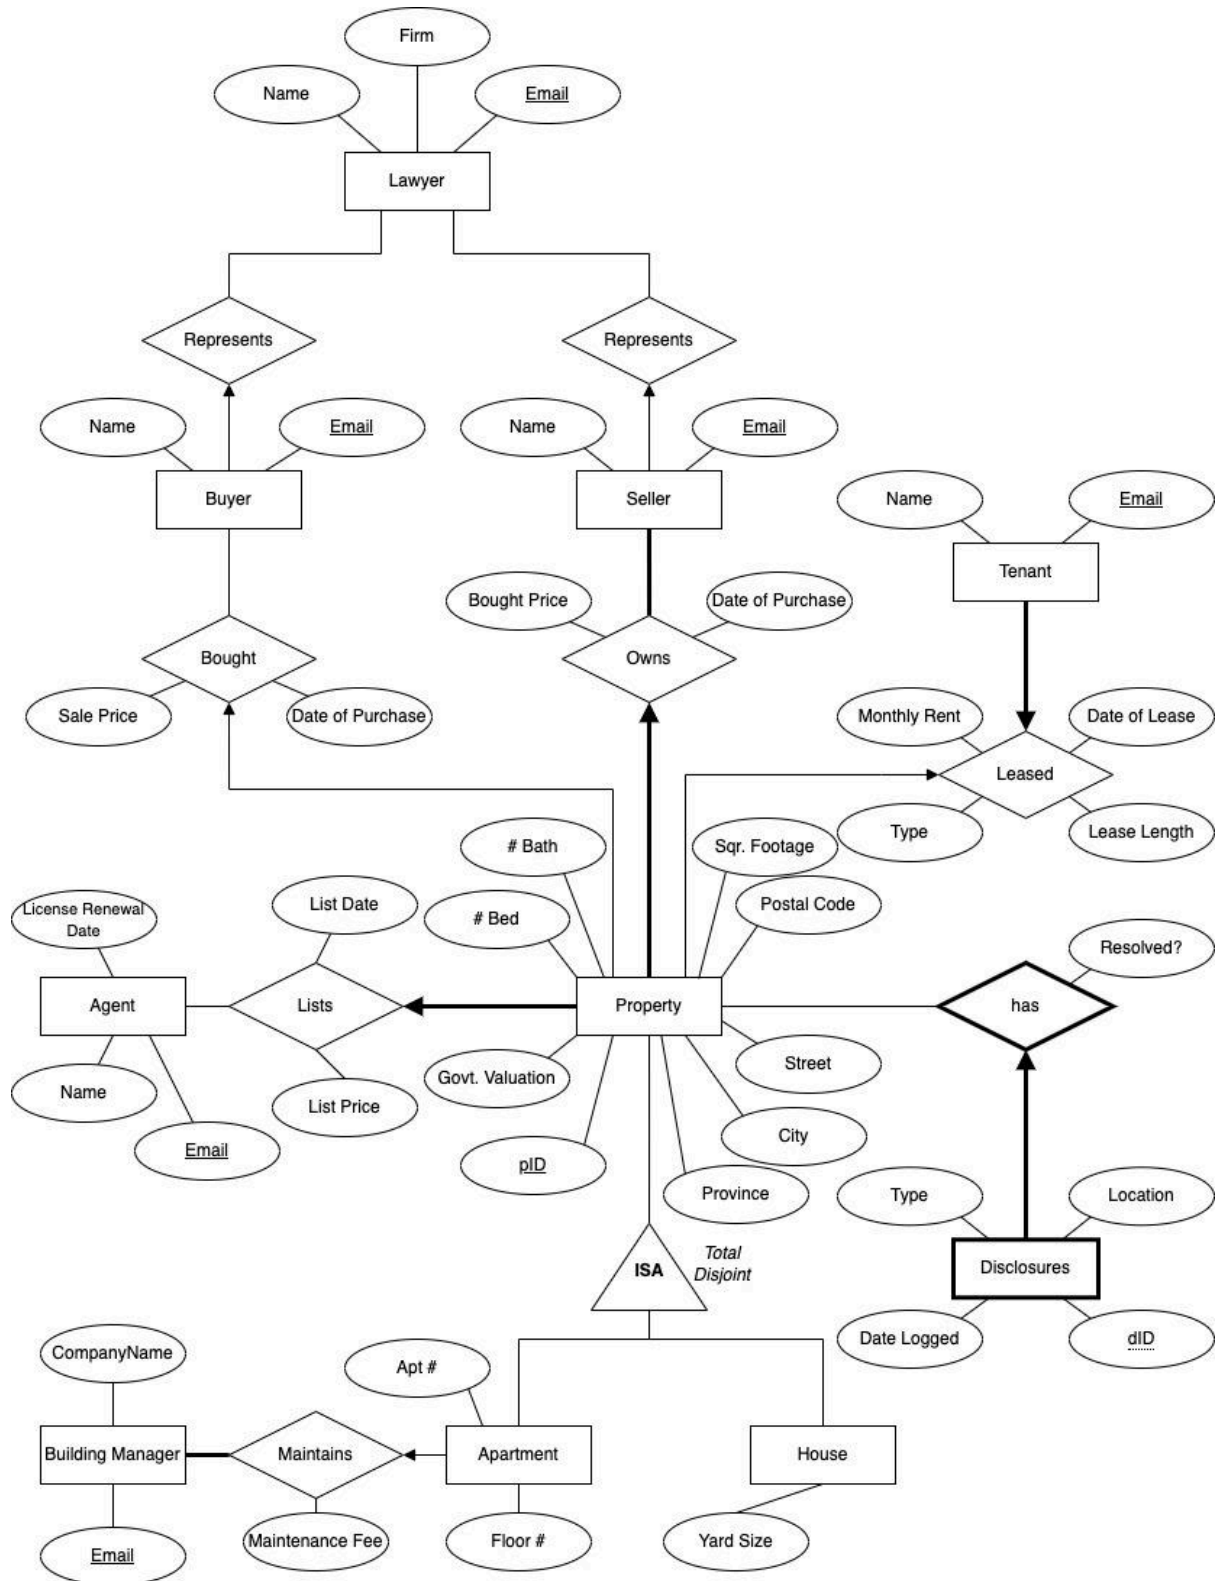 Firm
Name
Email
Lawyer
Represents
Represents
Name
Email
Name
Email
Buyer
Seller
Name
Email
Tenant
Bought Price
Date of Purchase
Bought
Owns
Sale Price
Date of Purchase
Monthly Rent
Date of Lease
Leased
Type
Lease Length
# Bath
Sqr. Footage
List Date
Postal Code
License Renewal
Date
# Bed
Resolved?
Agent
Lists
Property
has
Govt. Valuation
Street
Name
List Price
City
Email
pID
Province
Type
Location
ISA
Total
Disjoint
Disclosures
Date Logged
dID
CompanyName
Apt #
Building Manager
Maintains
Apartment
House
Email
Maintenance Fee
Floor #
Yard Size